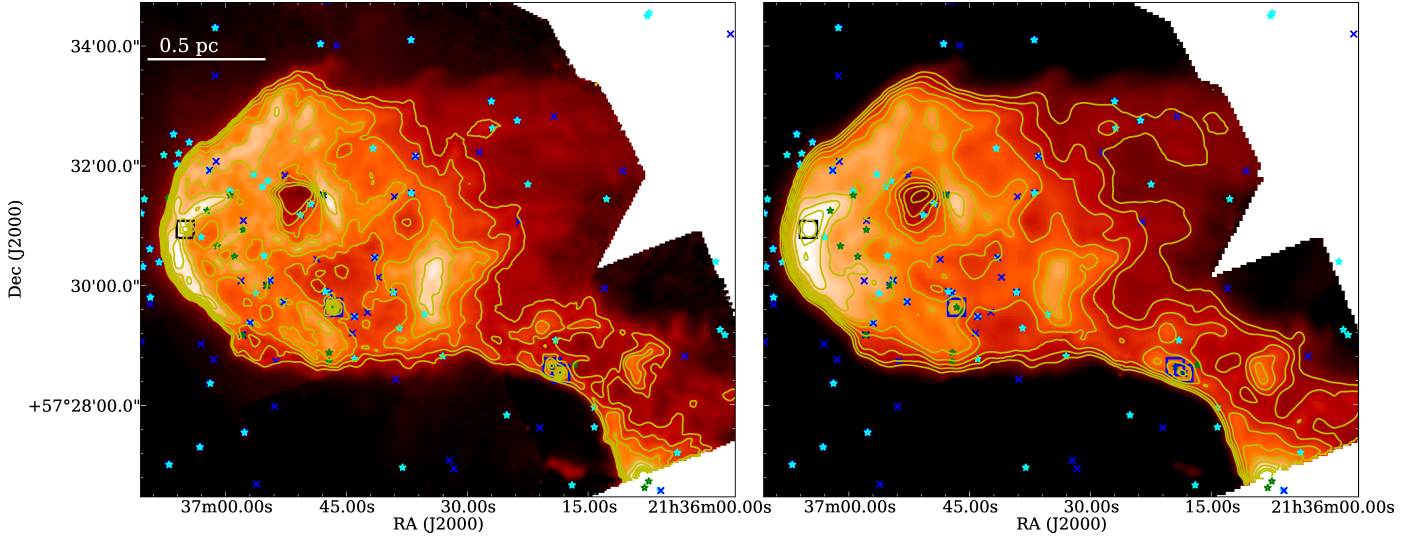 0.5 pc
34'00.0"
32'00.0"
30'00.0"
+57°28'00.0"
Dec (J2000)
37m00.00s 45.00s 30.00s 15.00s 21h36m00.00s
RA (J2000)
37m00.00s 45.00s 30.00s 15.00s 21h36m00.00s
RA (J2000)